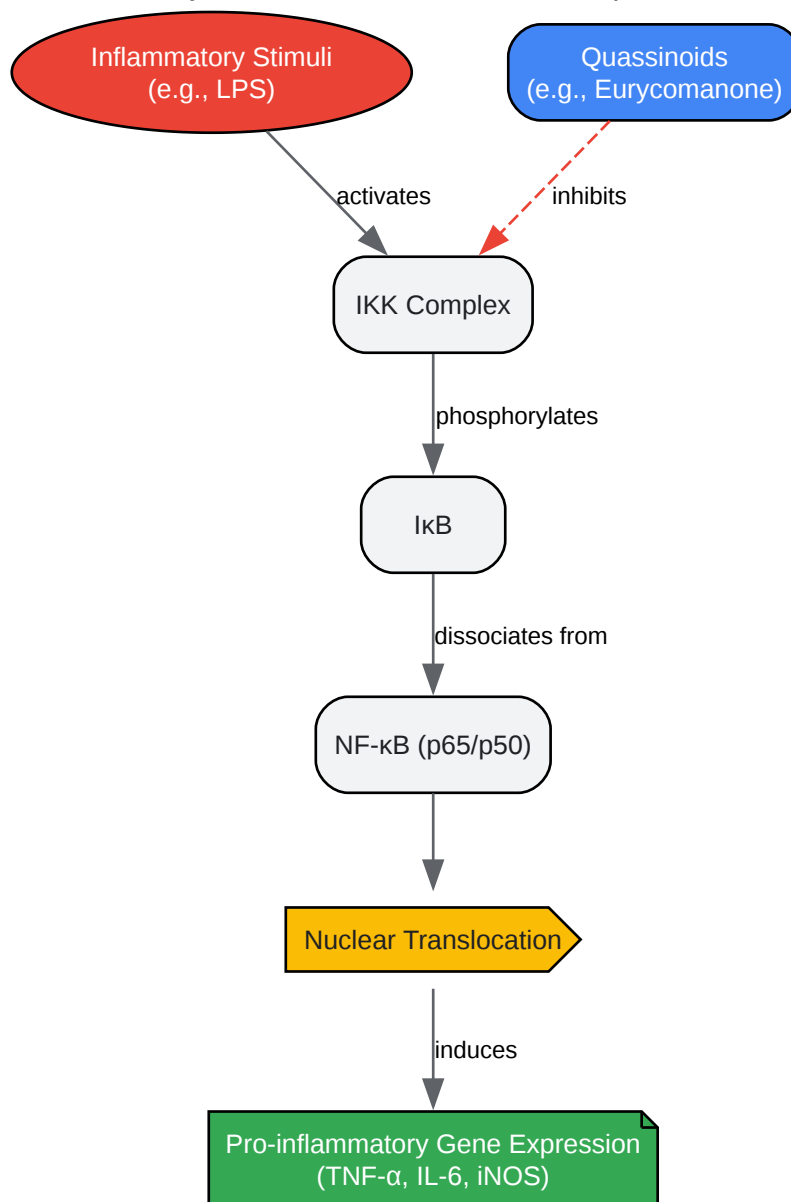 Inflammatory Stimuli
(e.g., LPS)
Quassinoids
(e.g., Eurycomanone)
activates
inhibits
IKK Complex
phosphorylates
IκB
dissociates from
NF-κB (p65/p50)
Nuclear Translocation
induces
Pro-inflammatory Gene Expression
(TNF-α, IL-6, iNOS)